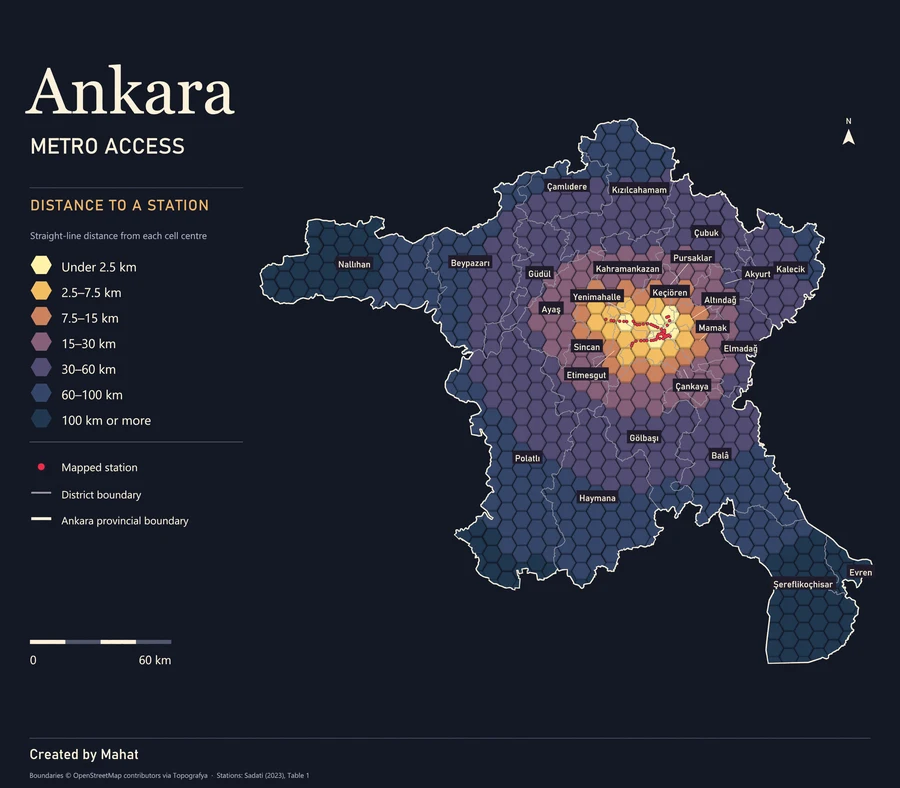 Ankara
METRO ACCESS
N
DISTANCE TO A STATION
Straight-line distance from each cell centre
Under 2.5 km
2.5–7.5 km
7.5–15 km
15–30 km
30–60 km
60–100 km
100 km or more
Mapped station
District boundary
Ankara provincial boundary
0
60 km
Çamlıdere
Kızılcahamam
Çubuk
Nallıhan
Beypazarı
Güdül
Kahramankazan
Pursaklar
Akyurt
Kalecik
Yenimahalle
Keçiören
Altındağ
Ayaş
Mamak
Sincan
Elmadağ
Etimesgut
Çankaya
Gölbaşı
Polatlı
Balâ
Haymana
Evren
Şereflikoçhisar
Created by Mahat
Boundaries © OpenStreetMap contributors via Topografya · Stations: Sadati (2023), Table 1